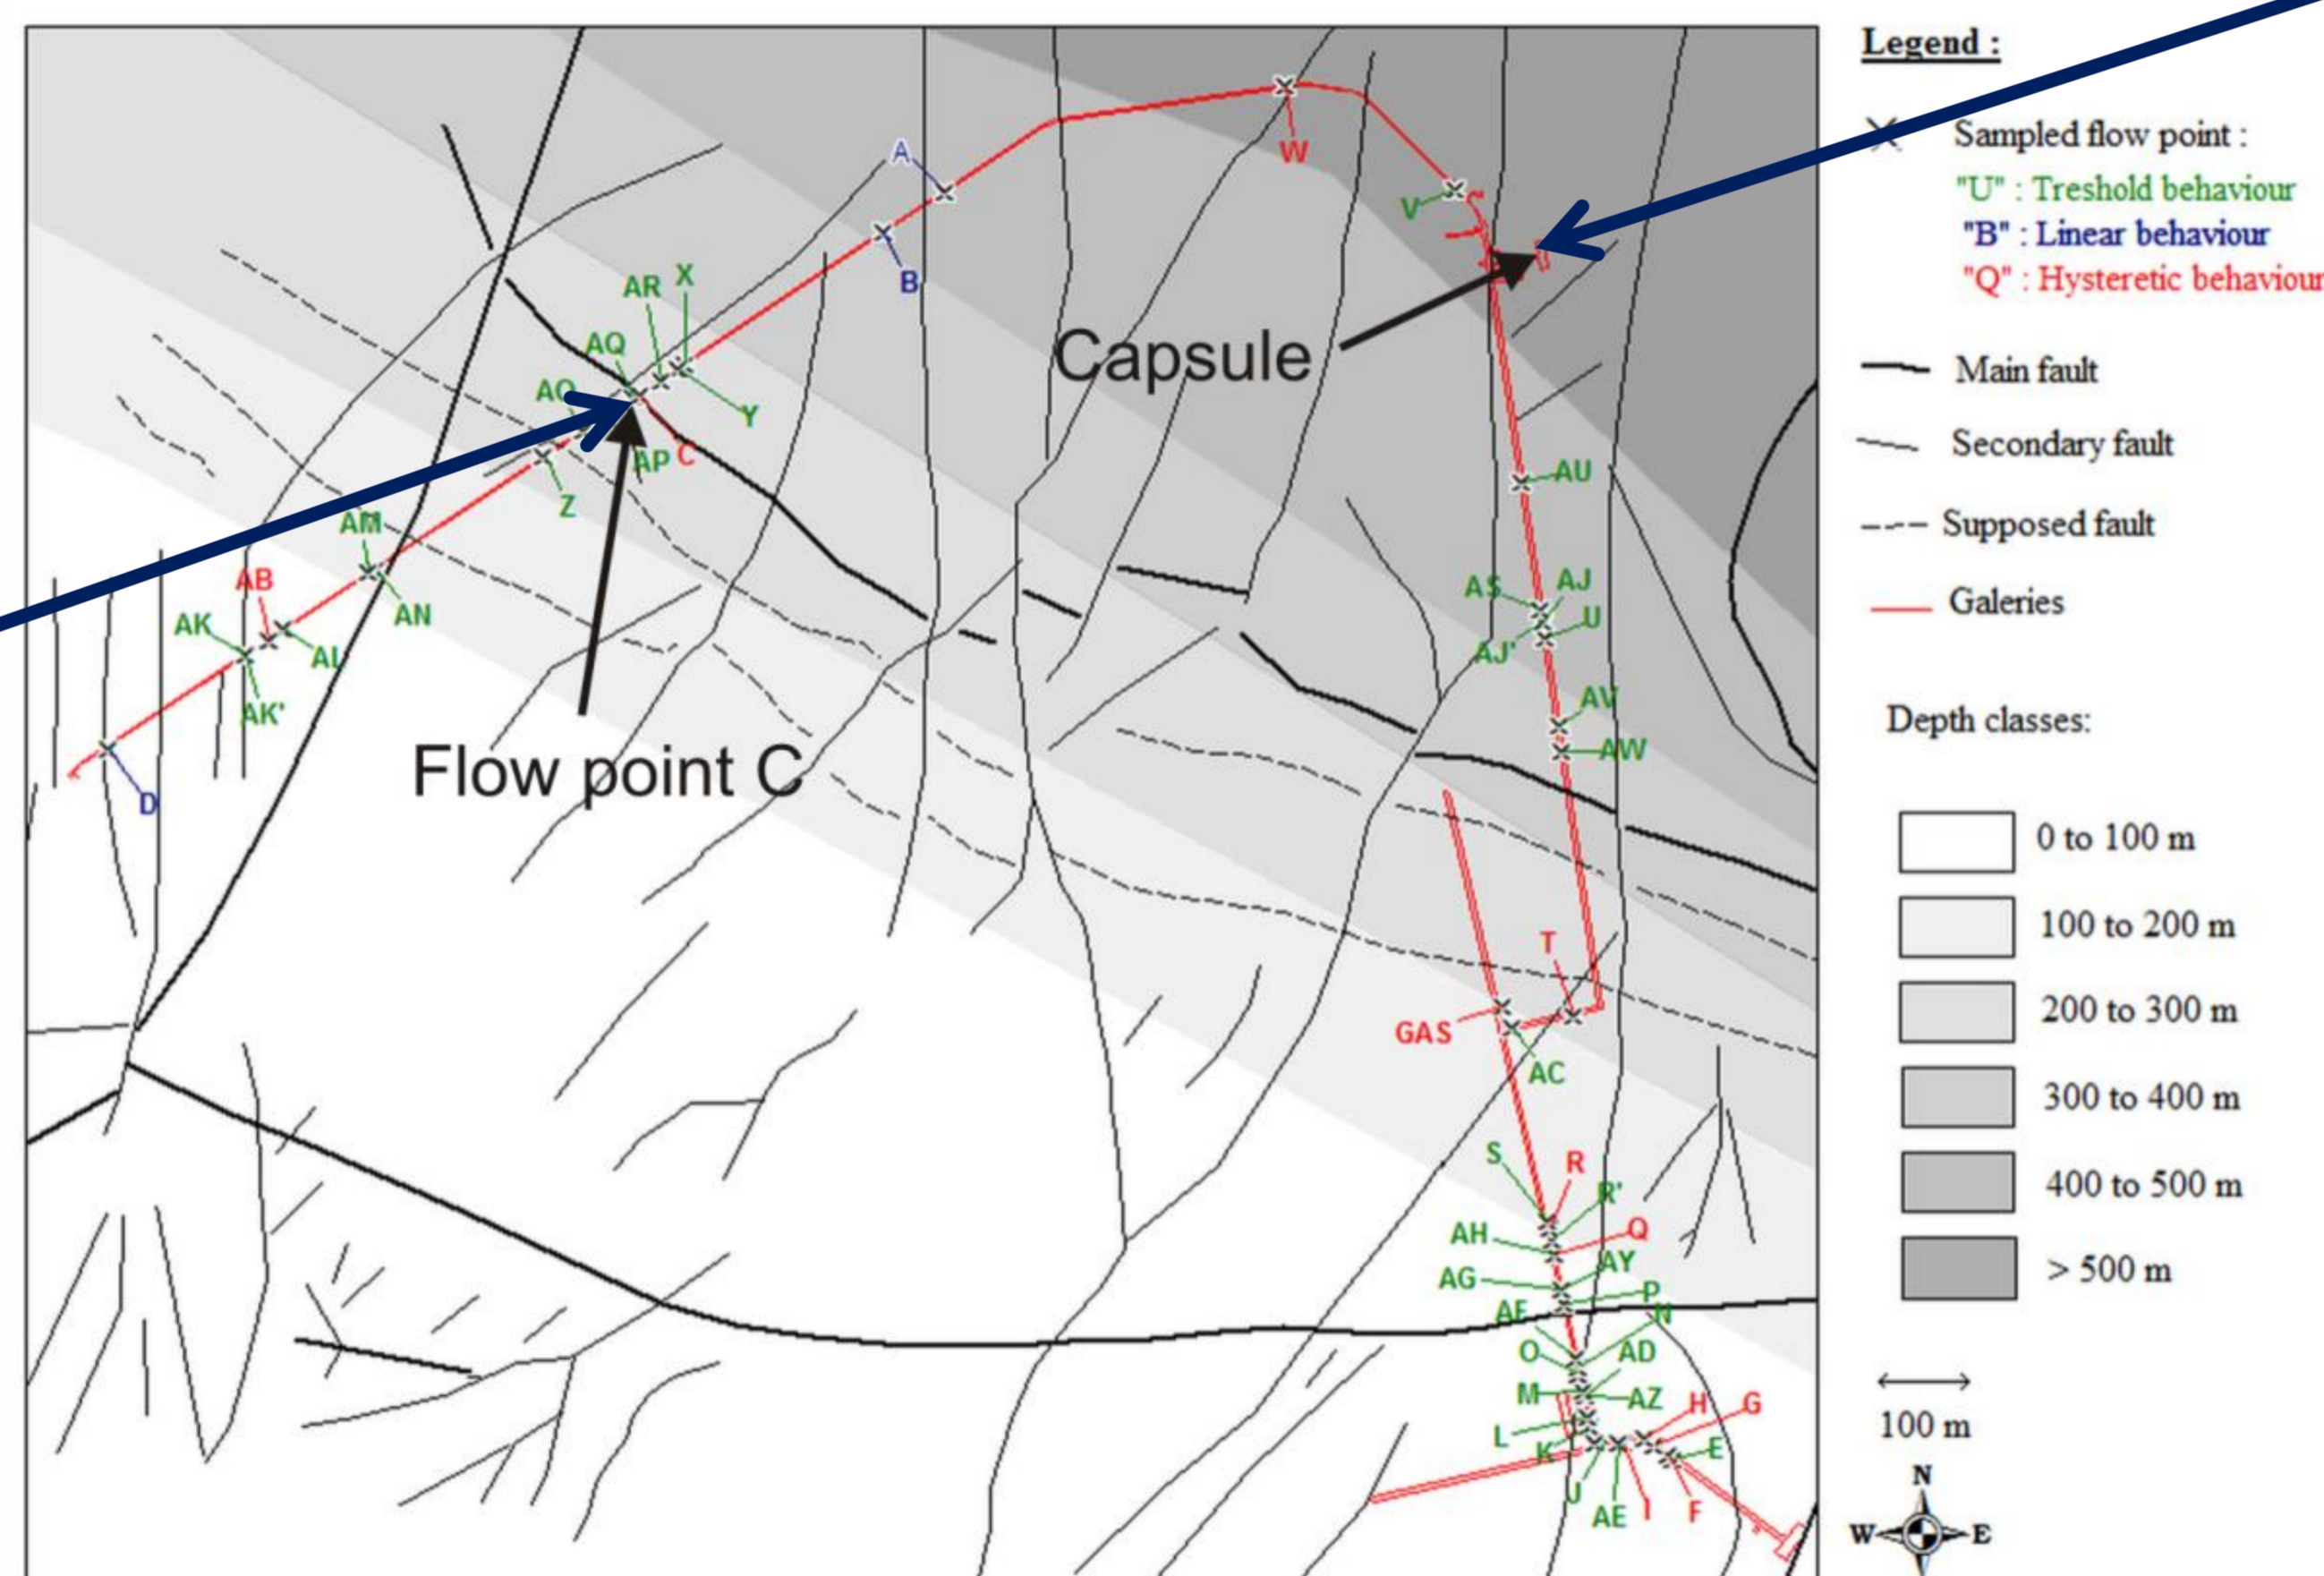 Legend :
Sampled flow point :
"U" : Treshold behaviour
"B" : Linear behaviour
"Q" : Hysteretic behaviour
Main fault
Secondary fault
Supposed fault
Galeries
Depth classes:
0 to 100 m
100 to 200 m
200 to 300 m
300 to 400 m
400 to 500 m
> 500 m
100 m
N
W
E
A
W
V
B
X
AR
AQ
Capsule
Y
AP
C
Z
AU
AM
AB
AN
AK
AL
AK'
D
Flow point C
AS
AJ
U
AJ'
AV
AW
T
GAS
AC
S
R
R'
Q
AH
AY
AG
P
N
O
AD
M
AZ
H
G
L
K
E
J
AE
I
F